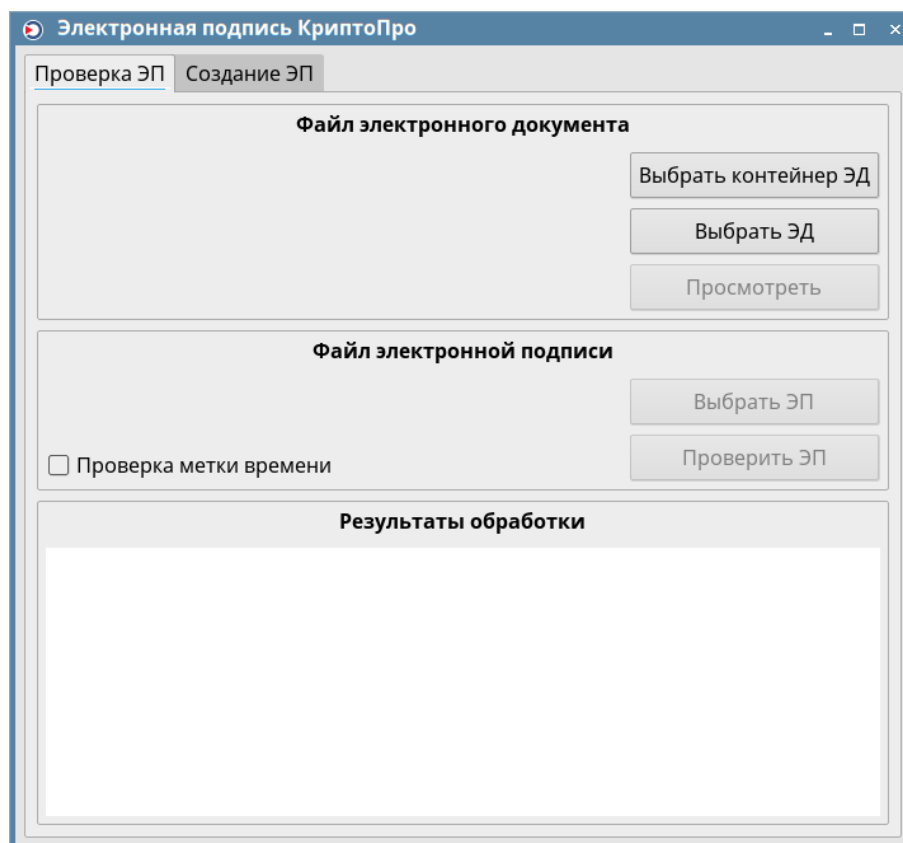 Электронная подпись КриптоПро
Проверка ЭП Создание ЭП
Файл электронного документа
Выбрать контейнер ЭД
Выбрать ЭД
Просмотреть
Файл электронной подписи
Выбрать ЭП
Проверка метки времени
Проверить ЭП
Результаты обработки